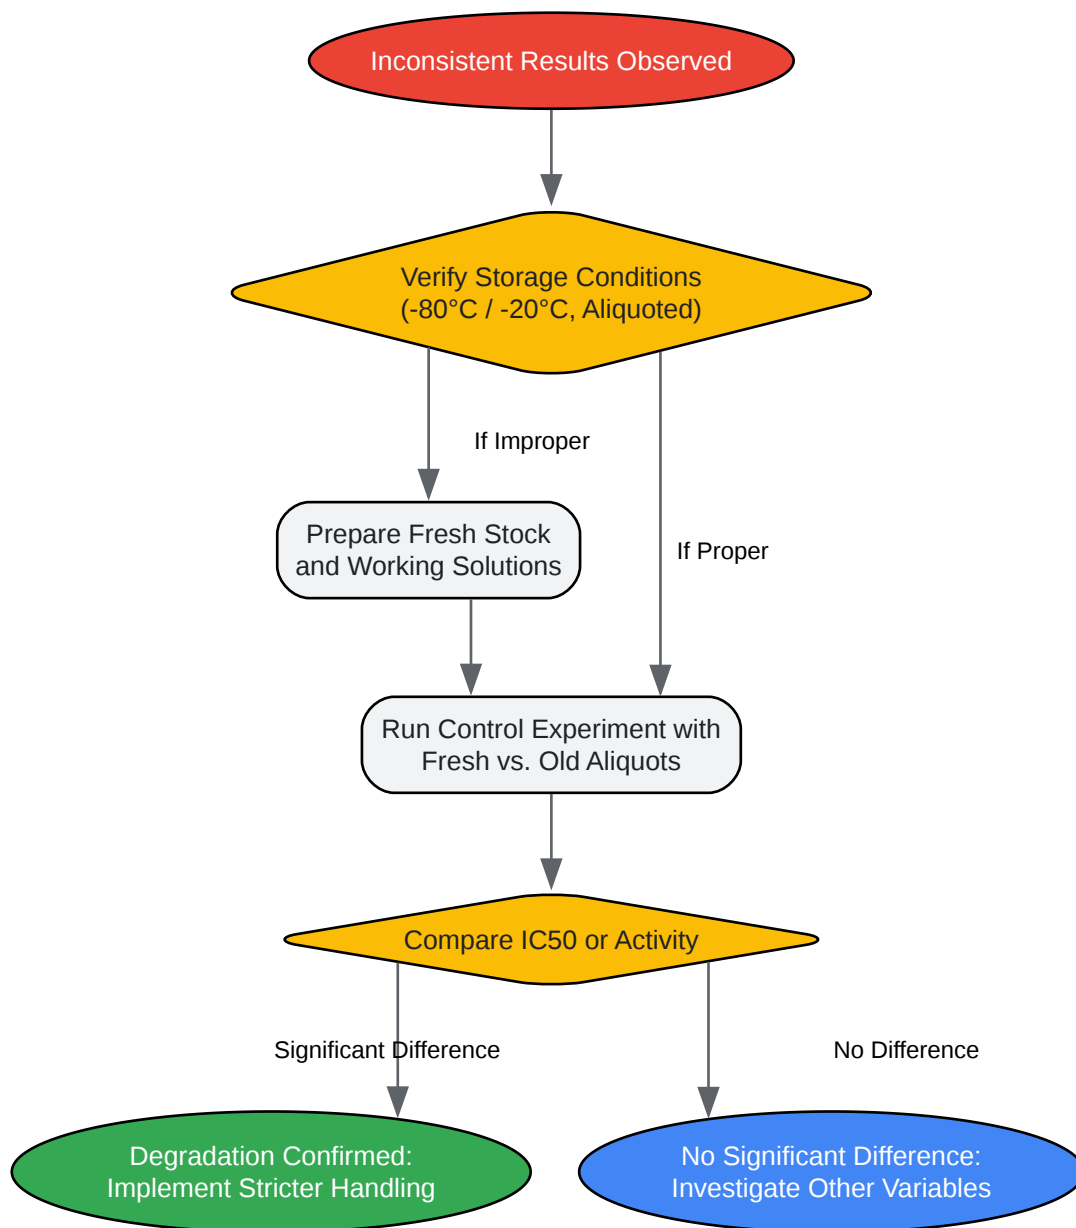 Inconsistent Results Observed
Verify Storage Conditions
(-80°C / -20°C, Aliquoted)
If Improper
Prepare Fresh Stock
and Working Solutions
If Proper
Run Control Experiment with
Fresh vs. Old Aliquots
Compare IC50 or Activity
Significant Difference
No Difference
Degradation Confirmed:
Implement Stricter Handling
No Significant Difference:
Investigate Other Variables